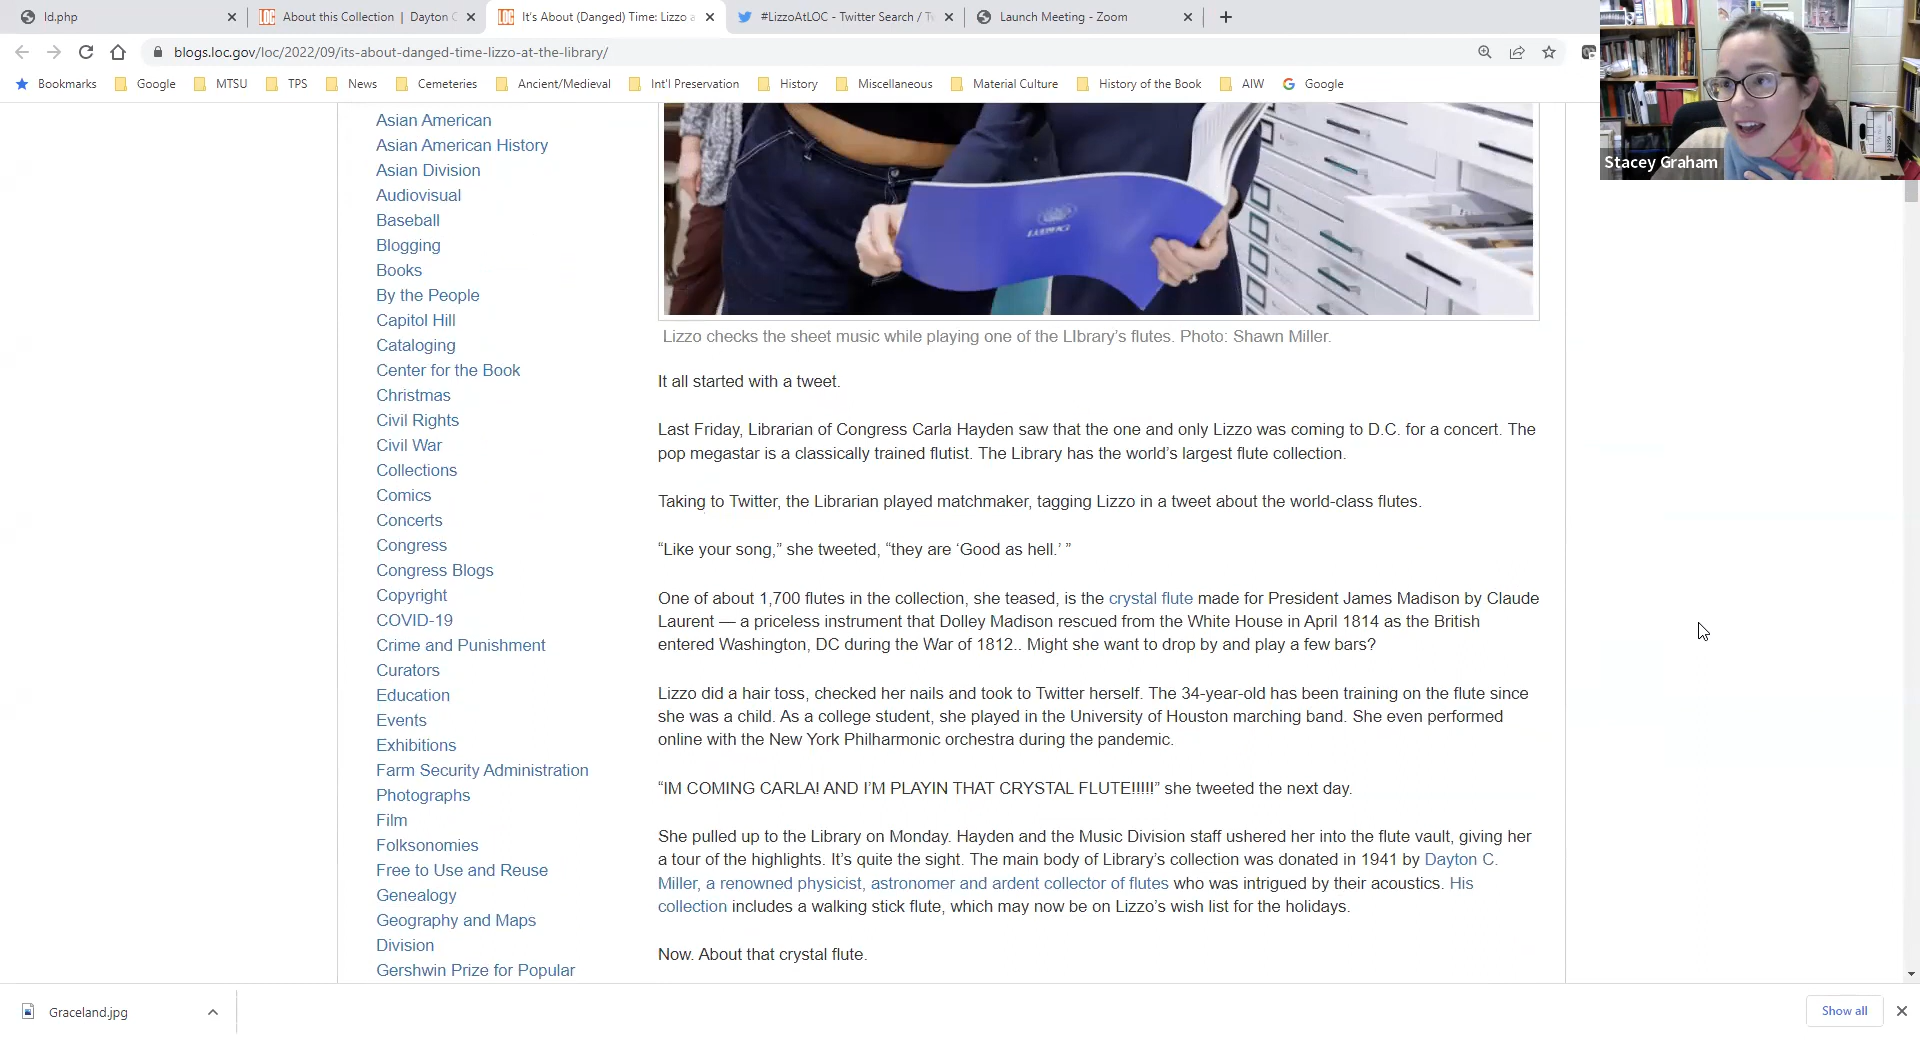 ld.php
About this Collection | Dayton C
It's About (Danged) Time: Lizzo a
#LizzoAtLOC - Twitter Search / Tw
Launch Meeting - Zoom
blogs.loc.gov/loc/2022/09/its-about-danged-time-lizzo-at-the-library/
Bookmarks
Google
MTSU
TPS
News
Cemeteries
Ancient/Medieval
Int'l Preservation
History
Miscellaneous
Material Culture
History of the Book
AIW
Google
Stacey Graham
Asian American
Asian American History
Asian Division
Audiovisual
Baseball
Blogging
Books
By the People
Capitol Hill
Cataloging
Center for the Book
Christmas
Civil Rights
Civil War
Collections
Comics
Concerts
Congress
Congress Blogs
Copyright
COVID-19
Crime and Punishment
Curators
Education
Events
Exhibitions
Farm Security Administration
Photographs
Film
Folksonomies
Free to Use and Reuse
Genealogy
Geography and Maps
Division
Gershwin Prize for Popular
LUDWIG
Lizzo checks the sheet music while playing one of the LIbrary’s flutes. Photo: Shawn Miller.
It all started with a tweet.
Last Friday, Librarian of Congress Carla Hayden saw that the one and only Lizzo was coming to D.C. for a concert. The
pop megastar is a classically trained flutist. The Library has the world’s largest flute collection.
Taking to Twitter, the Librarian played matchmaker, tagging Lizzo in a tweet about the world-class flutes.
“Like your song,” she tweeted, “they are ‘Good as hell.’ ”
One of about 1,700 flutes in the collection, she teased, is the crystal flute made for President James Madison by Claude
Laurent — a priceless instrument that Dolley Madison rescued from the White House in April 1814 as the British
entered Washington, DC during the War of 1812.. Might she want to drop by and play a few bars?
Lizzo did a hair toss, checked her nails and took to Twitter herself. The 34-year-old has been training on the flute since
she was a child. As a college student, she played in the University of Houston marching band. She even performed
online with the New York Philharmonic orchestra during the pandemic.
“IM COMING CARLA! AND I’M PLAYIN THAT CRYSTAL FLUTE!!!!!” she tweeted the next day.
She pulled up to the Library on Monday. Hayden and the Music Division staff ushered her into the flute vault, giving her
a tour of the highlights. It’s quite the sight. The main body of Library’s collection was donated in 1941 by Dayton C.
Miller, a renowned physicist, astronomer and ardent collector of flutes who was intrigued by their acoustics. His
collection includes a walking stick flute, which may now be on Lizzo’s wish list for the holidays.
Now. About that crystal flute.
Graceland.jpg
Show all